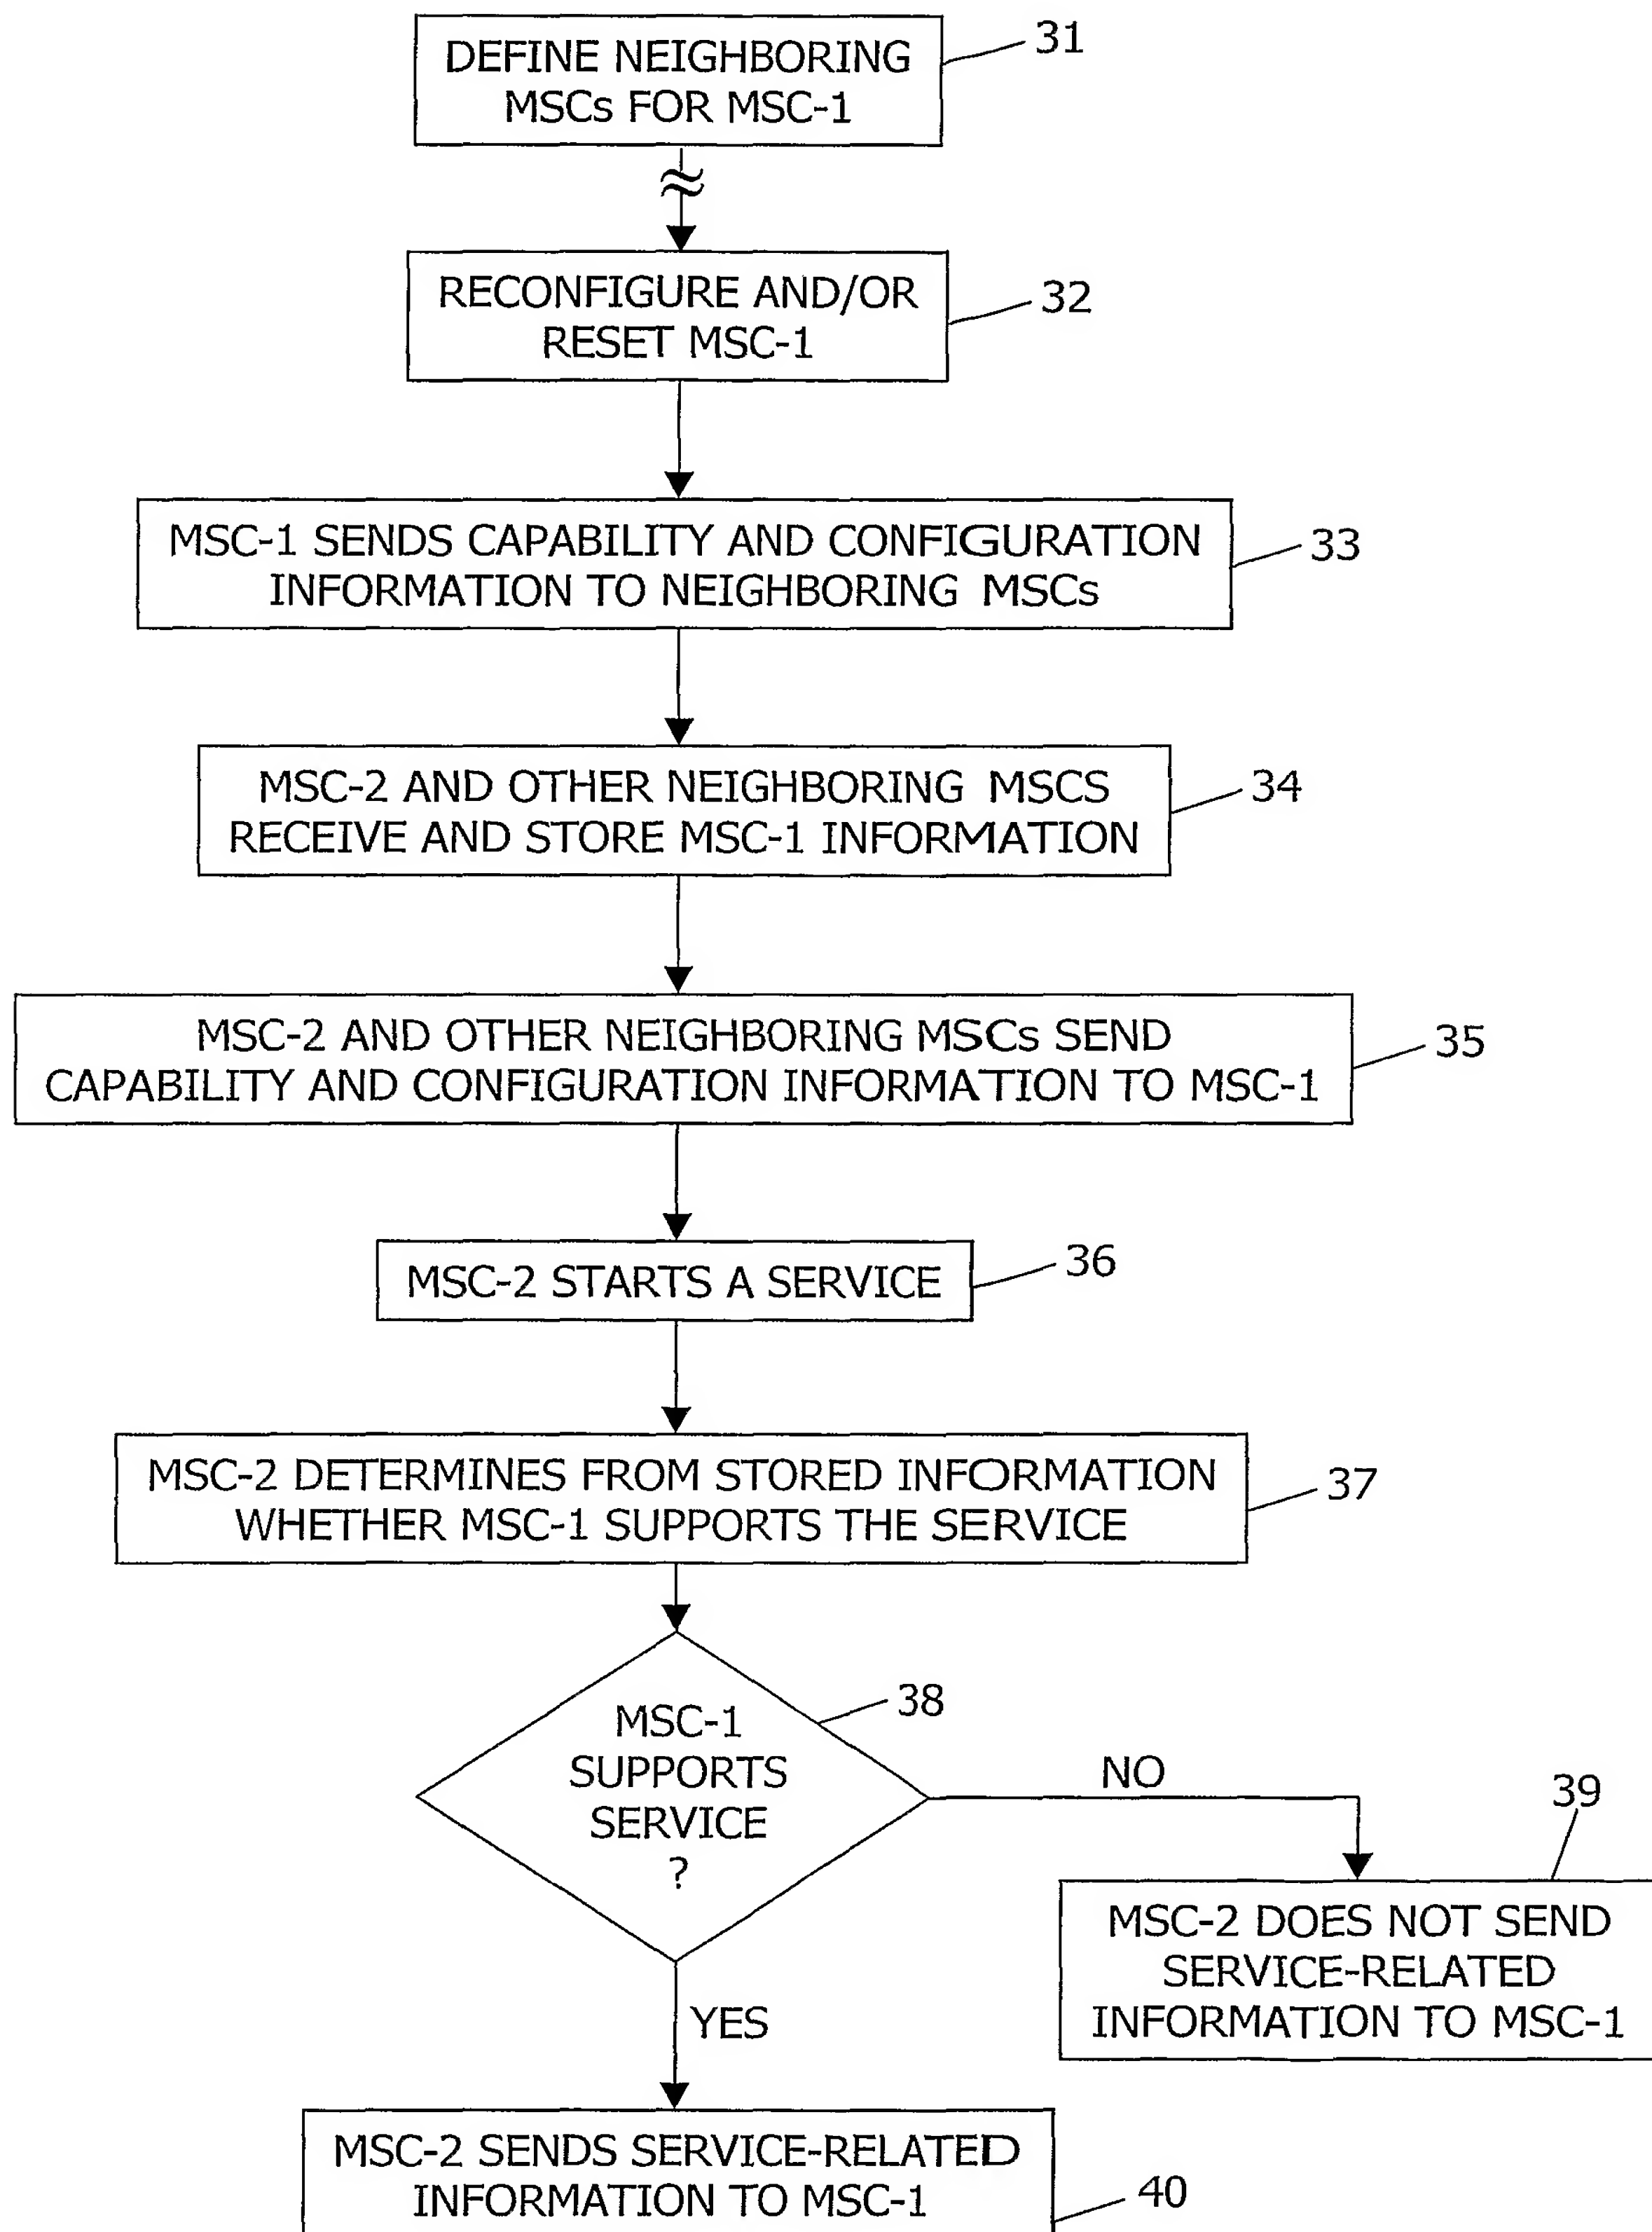 DEFINE NEIGHBORING
MSCs FOR MSC-1
31
RECONFIGURE AND/OR
RESET MSC-1
32
MSC-1 SENDS CAPABILITY AND CONFIGURATION
INFORMATION TO NEIGHBORING MSCs
33
MSC-2 AND OTHER NEIGHBORING MSCS
RECEIVE AND STORE MSC-1 INFORMATION
34
MSC-2 AND OTHER NEIGHBORING MSCs SEND
CAPABILITY AND CONFIGURATION INFORMATION TO MSC-1
35
MSC-2 STARTS A SERVICE
36
MSC-2 DETERMINES FROM STORED INFORMATION
WHETHER MSC-1 SUPPORTS THE SERVICE
37
MSC-1
SUPPORTS
SERVICE
?
38
NO
39
MSC-2 DOES NOT SEND
SERVICE-RELATED
INFORMATION TO MSC-1
YES
MSC-2 SENDS SERVICE-RELATED
INFORMATION TO MSC-1
40